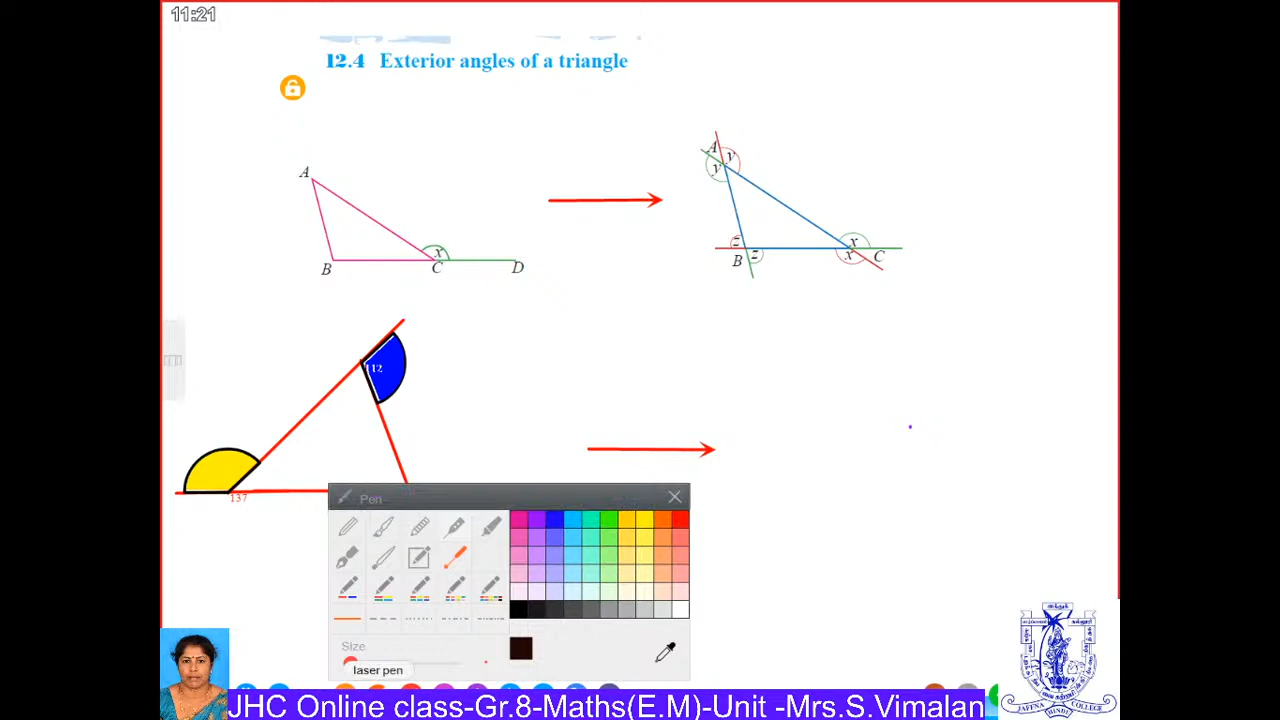 11:21
12.4 Exterior angles of a triangle
A
x
B
C
D
A
y
y
z
B
z
x
x
C
112
137
Pen
Size
laser pen
JHC Online class-Gr.8-Maths(E.M)-Unit -Mrs.S.Vimalan